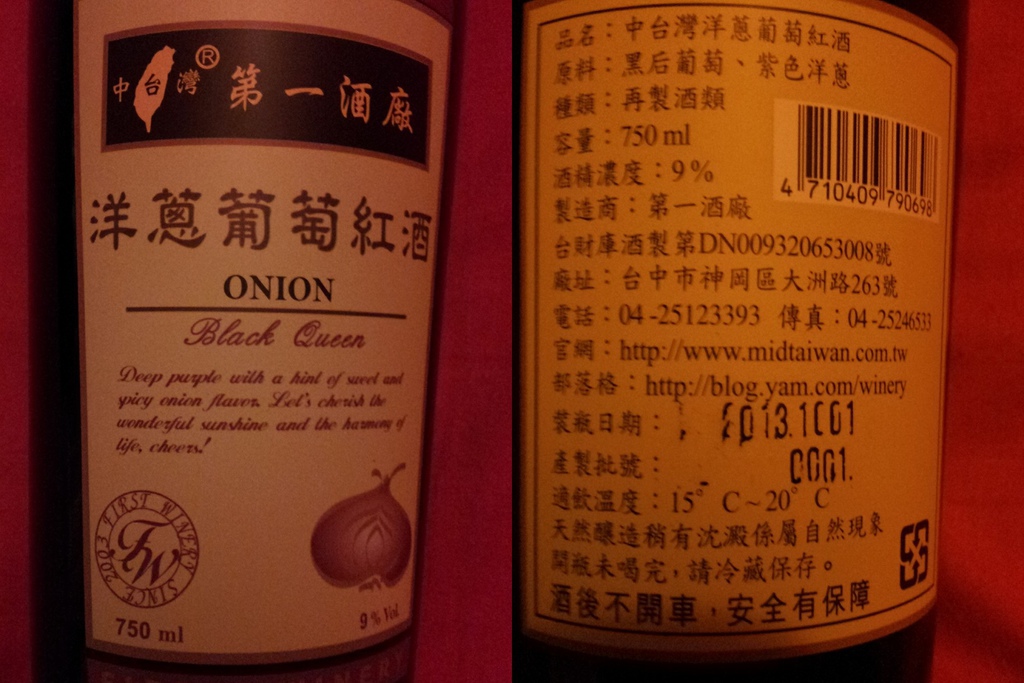 中台灣® 第一酒廠
洋蔥葡萄紅酒
ONION
Black Queen
Deep purple with a hint of sweet and
spicy onion flavor. Let's cherish the
wonderful sunshine and the harmony of
life, cheers!
FIRST WINERY SINCE 2003
FW
750 ml
9% Vol
品名：中台灣洋蔥葡萄紅酒
原料：黑后葡萄、紫色洋蔥
種類：再製酒類
容量：750 ml
酒精濃度：9%
製造商：第一酒廠
4 710409 790698
台財庫酒製第DN009320653008號
廠址：台中市神岡區大洲路263號
電話：04-25123393 傳真：04-25246533
官網：http://www.midtaiwan.com.tw
部落格：http://blog.yam.com/winery
裝瓶日期：2013.1001
產製批號：0001.
適飲溫度：15°C~20°C
天然釀造稍有沈澱係屬自然現象
開瓶未喝完，請冷藏保存。
酒後不開車，安全有保障